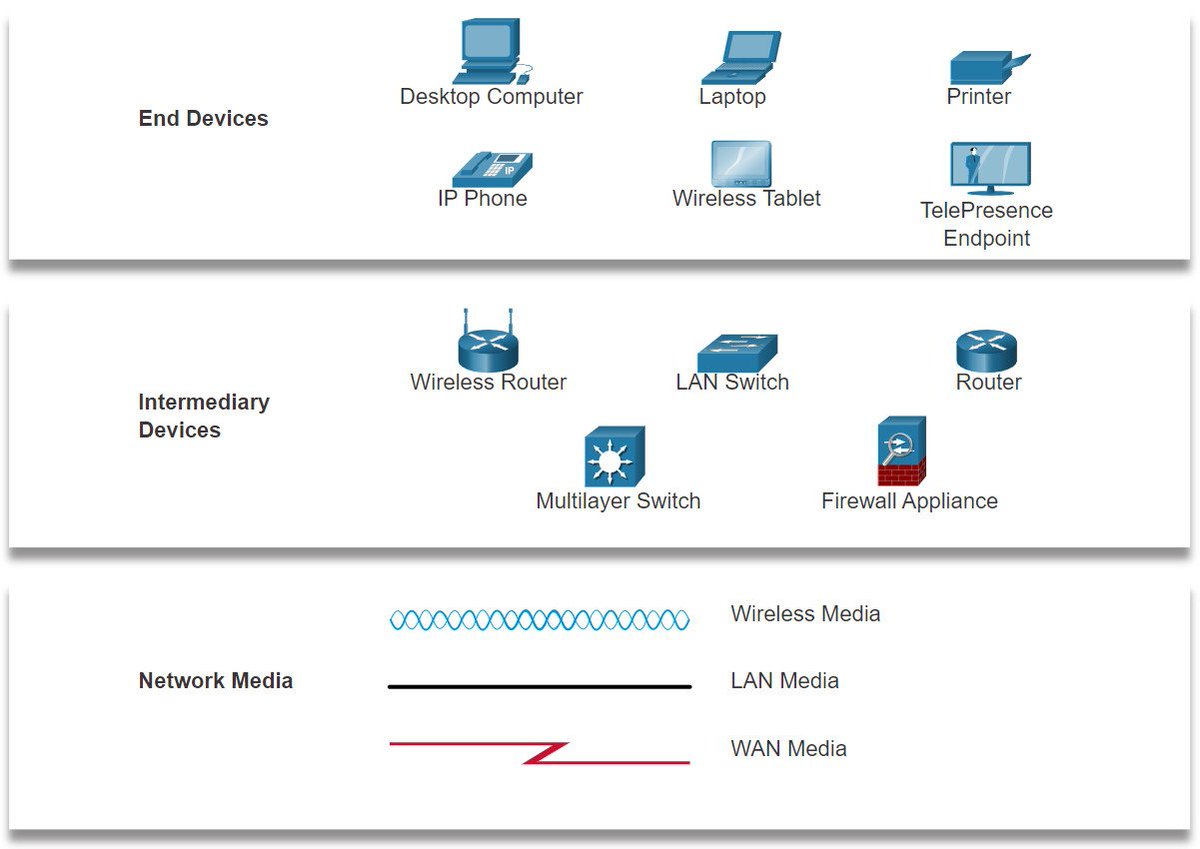 End Devices
Desktop Computer
Laptop
Printer
IP
IP Phone
Wireless Tablet
TelePresence
Endpoint
Intermediary
Devices
Wireless Router
LAN Switch
Router
Multilayer Switch
Firewall Appliance
Network Media
Wireless Media
LAN Media
WAN Media